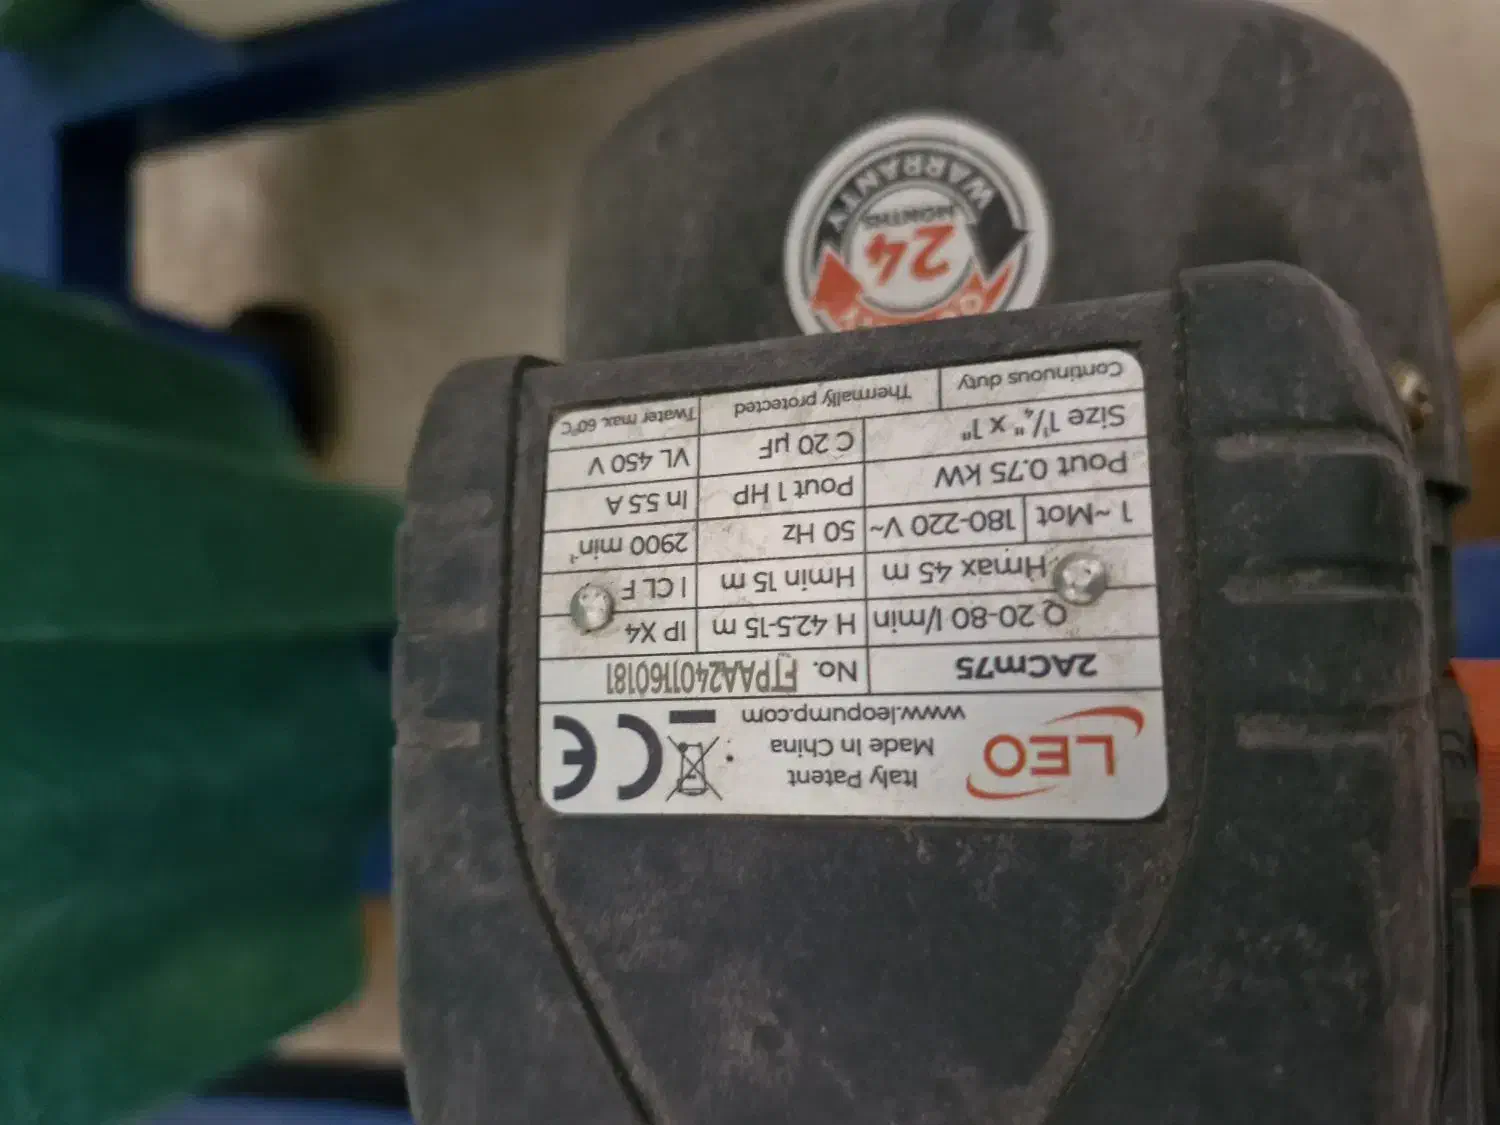 LEO
Italy Patent
Made In China
www.leopump.com
CE
2ACm75 No. FTPAA2401160181
Q 20-80 l/min H 42.5-15 m IP X4
Hmax 45 m Hmin 15 m I CL F
1~Mot 180-220 V~ 50 Hz 2900 min⁻¹
Pout 0.75 kW Pout 1 HP In 5.5 A
Size 1¼" x 1" C 20 µF VL 450 V
Continuous duty Thermally protected Twater max. 60°C
24
MONTHS
WARRANTY